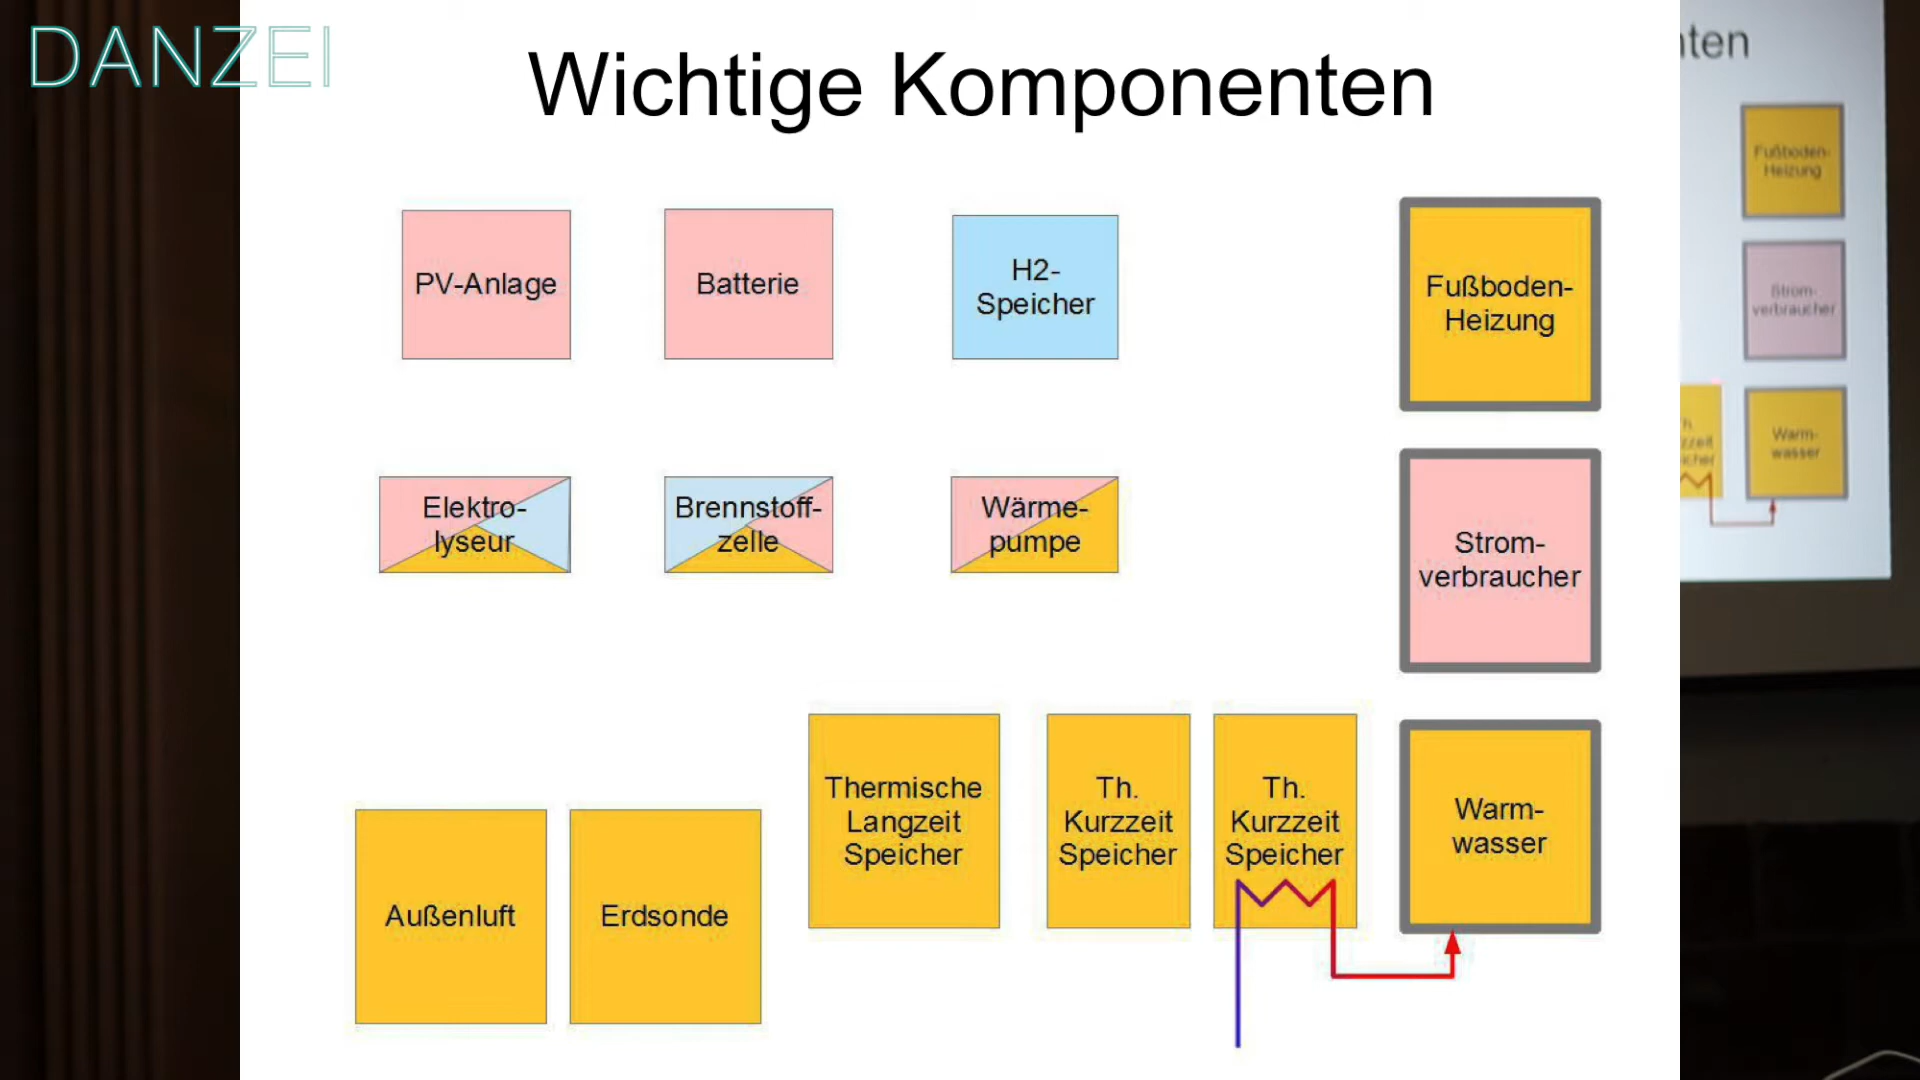 DANZEI
Wichtige Komponenten
nten
PV-Anlage
Batterie
H2-
Speicher
Fußboden-
Heizung
Elektro-
lyseur
Brennstoff-
zelle
Wärme-
pumpe
Strom-
verbraucher
Thermische
Langzeit
Speicher
Th.
Kurzzeit
Speicher
Th.
Kurzzeit
Speicher
Warm-
wasser
Außenluft
Erdsonde
Fußboden-
Heizung
Strom-
verbraucher
Warm-
wasser